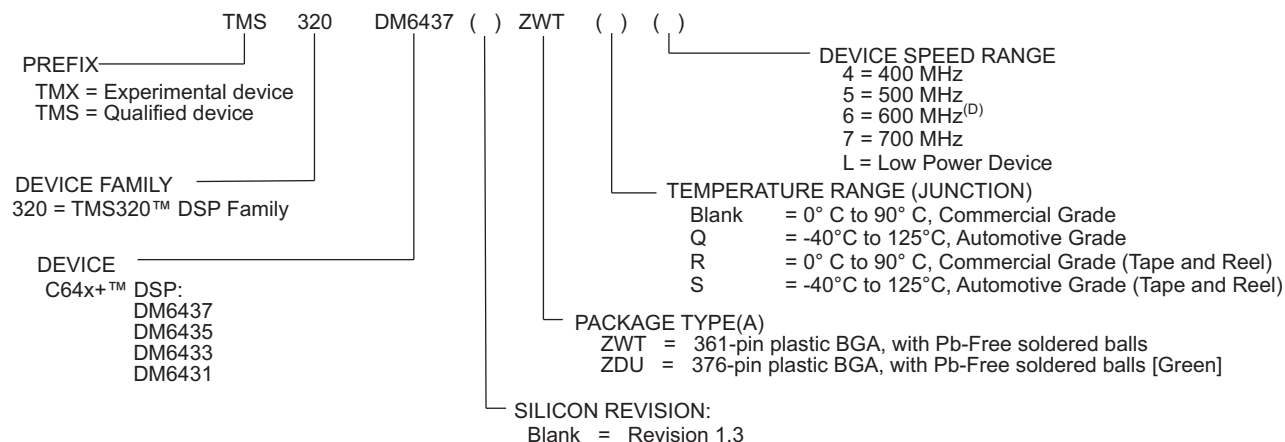 TMS 320 DM6437 ( ) ZWT ( ) ( )
PREFIX
TMX = Experimental device
TMS = Qualified device
DEVICE FAMILY
320 = TMS320™ DSP Family
DEVICE
C64x+™ DSP:
DM6437
DM6435
DM6433
DM6431
DEVICE SPEED RANGE
4 = 400 MHz
5 = 500 MHz
6 = 600 MHz(D)
7 = 700 MHz
L = Low Power Device
TEMPERATURE RANGE (JUNCTION)
Blank = 0° C to 90° C, Commercial Grade
Q = -40°C to 125°C, Automotive Grade
R = 0° C to 90° C, Commercial Grade (Tape and Reel)
S = -40°C to 125°C, Automotive Grade (Tape and Reel)
PACKAGE TYPE(A)
ZWT = 361-pin plastic BGA, with Pb-Free soldered balls
ZDU = 376-pin plastic BGA, with Pb-Free soldered balls [Green]
SILICON REVISION:
Blank = Revision 1.3